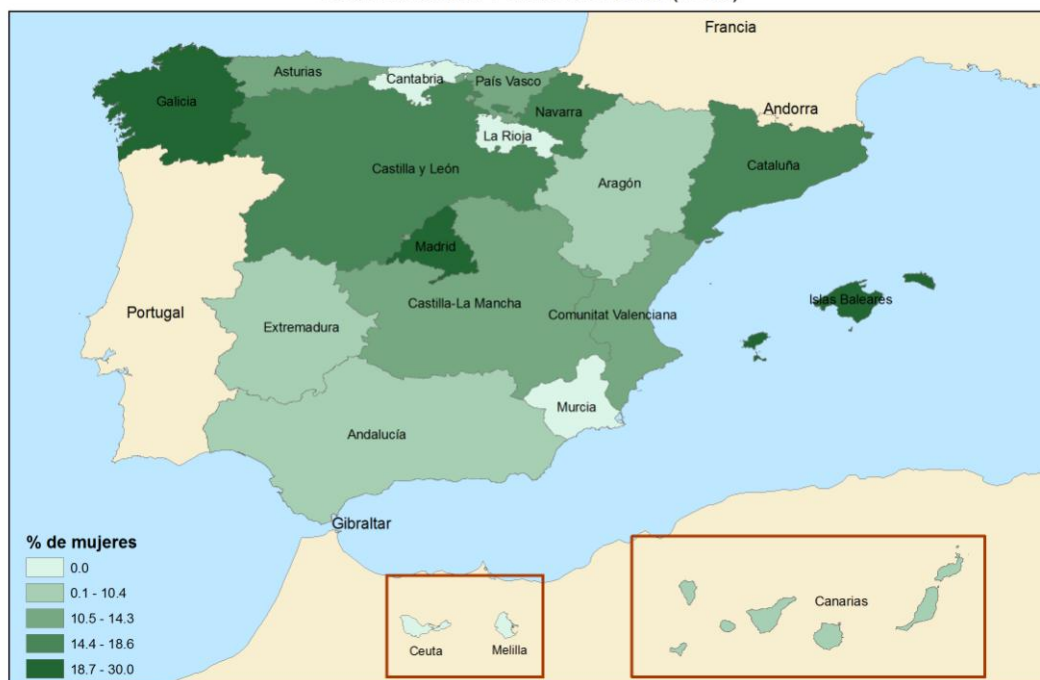 Francia
Asturias
Cantabria
País Vasco
Galicia
Navarra
Andorra
La Rioja
Castilla y León
Aragón
Cataluña
Madrid
Castilla-La Mancha
Islas Baleares
Portugal
Extremadura
Comunitat Valenciana
Murcia
Andalucía
Gibraltar
% de mujeres
0.0
0.1 - 10.4
10.5 - 14.3
14.4 - 18.6
18.7 - 30.0
Ceuta
Melilla
Canarias